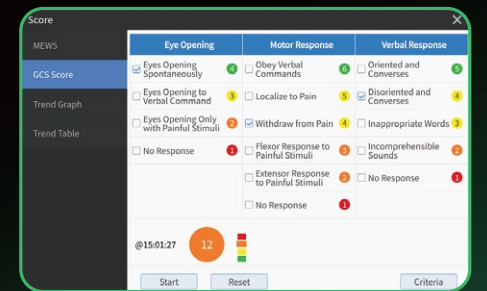 Score
MEWS
GCS Score
Trend Graph
Trend Table
Eye Opening
Motor Response
Verbal Response
Eyes Opening
Spontaneously
4
Obey Verbal
Commands
6
Oriented and
Converses
5
Eyes Opening to
Verbal Command
3
Localize to Pain
5
Disoriented and
Converses
4
Eyes Opening Only
with Painful Stimuli
2
Withdraw from Pain
4
Inappropriate Words
3
No Response
1
Flexor Response to
Painful Stimuli
3
Incomprehensible
Sounds
2
Extensor Response
to Painful Stimuli
2
No Response
1
No Response
1
@15:01:27
12
Start
Reset
Criteria